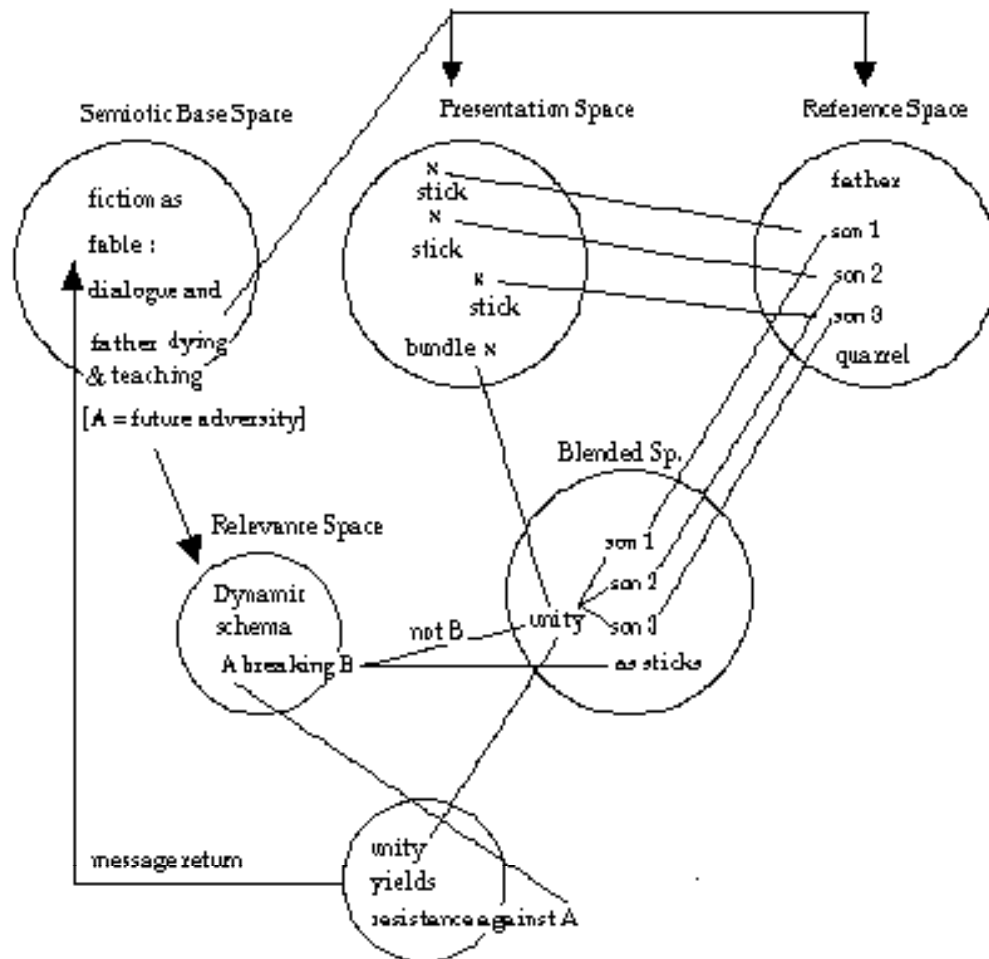 Semiotic Base Space
Presentation Space
Reference Space
fiction as
fable :
dialogue and
father dying
& teaching
[A = future adversity]
x
stick
x
stick
x
stick
bundle x
father
son 1
son 2
son 3
quarrel
Blended Sp.
son 1
son 2
son 3
unity
as sticks
Relevance Space
Dynamic
schema
A breaking B
not B
unity
yields
resistance against A
message return